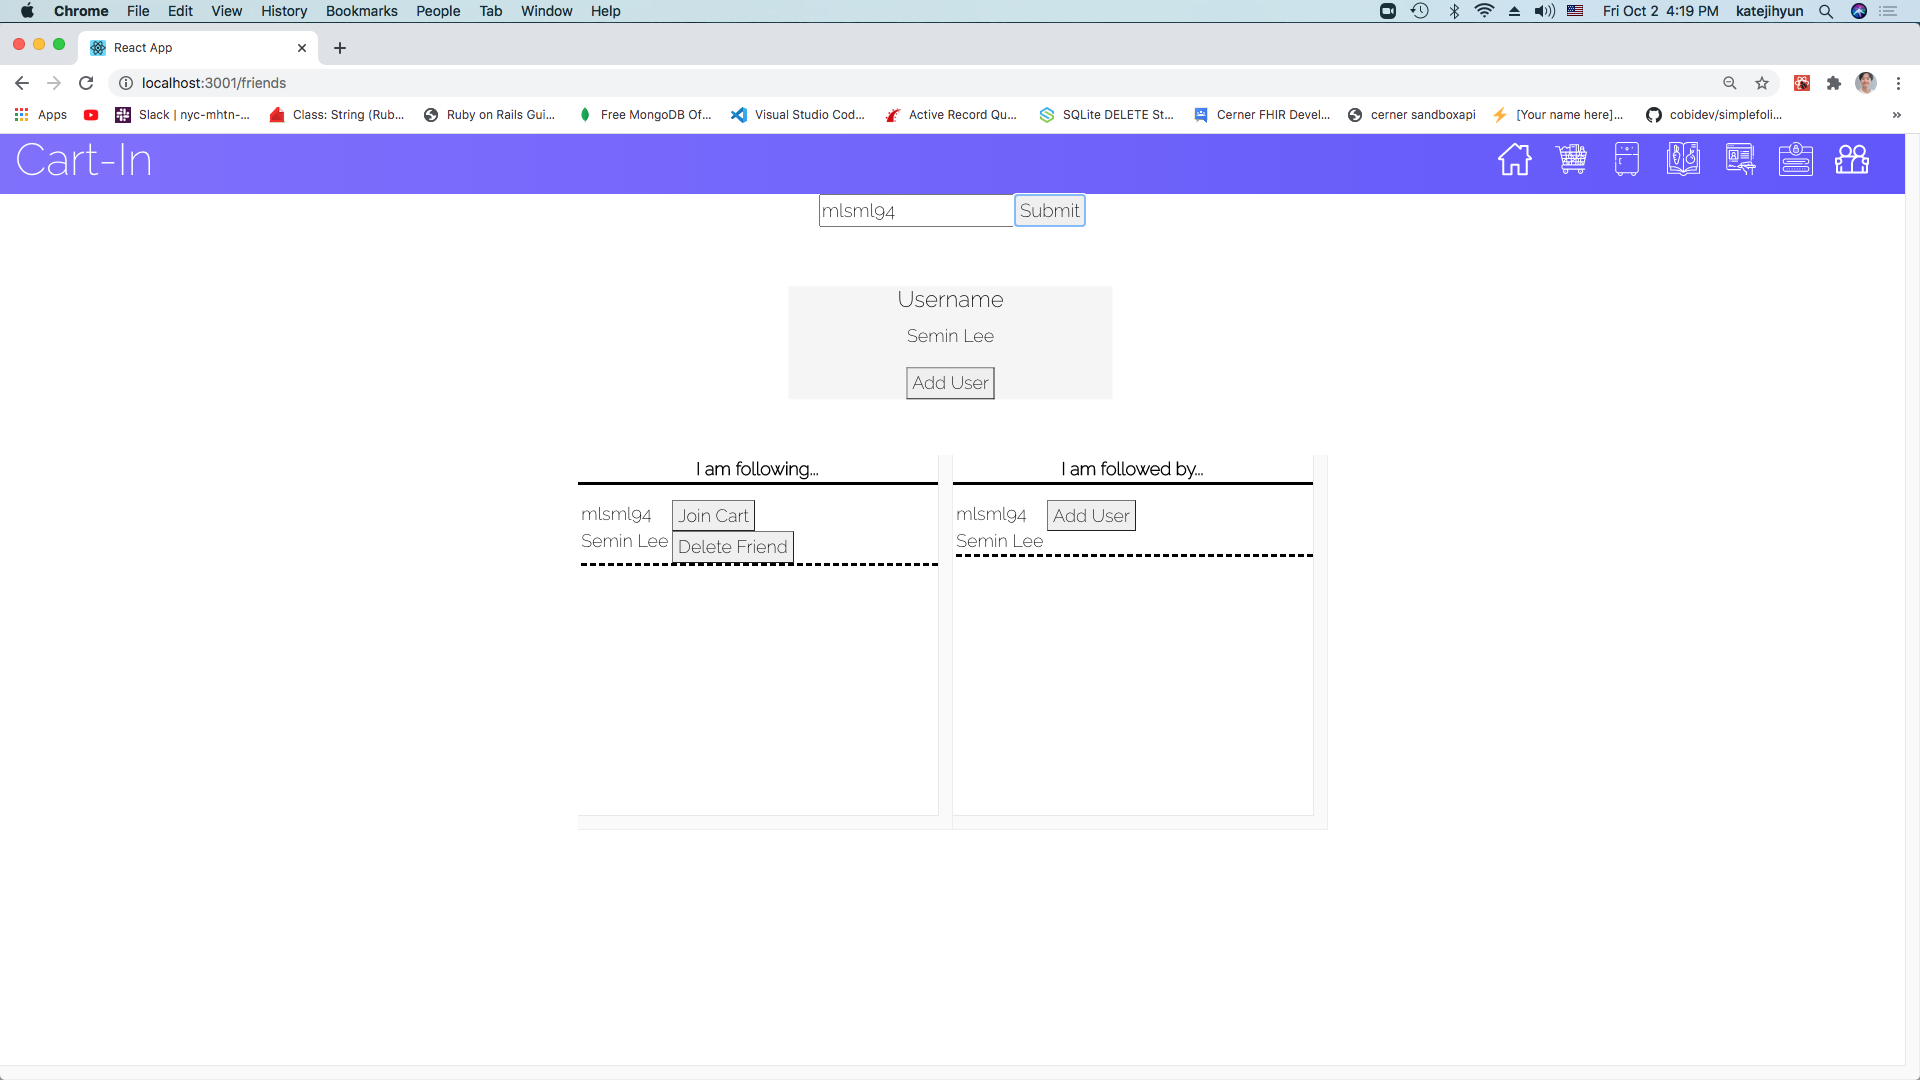 Chrome File Edit View History Bookmarks People Tab Window Help Fri Oct 2 4:19 PM katejihyun
React App
localhost:3001/friends
Apps Slack | nyc-mhtn-... Class: String (Rub... Ruby on Rails Gui... Free MongoDB Of... Visual Studio Cod... Active Record Qu... SQLite DELETE St... Cerner FHIR Devel... cerner sandboxapi [Your name here]... cobidev/simplefoli... »
Cart-In
mlsml94 Submit
Username
Semin Lee
Add User
I am following... I am followed by...
mlsml94 Join Cart mlsml94 Add User
Semin Lee Delete Friend Semin Lee